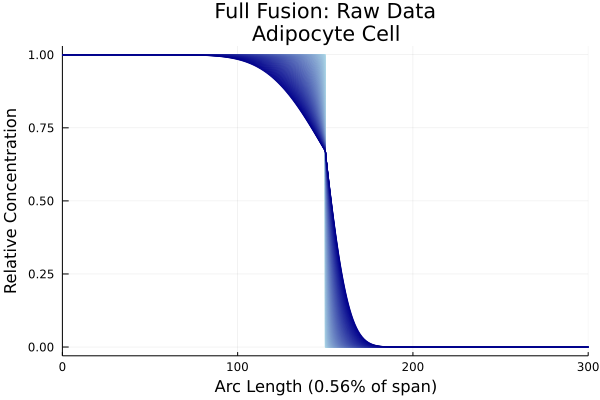 Full Fusion: Raw Data
Adipocyte Cell
Relative Concentration
1.00
0.75
0.50
0.25
0.00
0
100
200
300
Arc Length (0.56% of span)